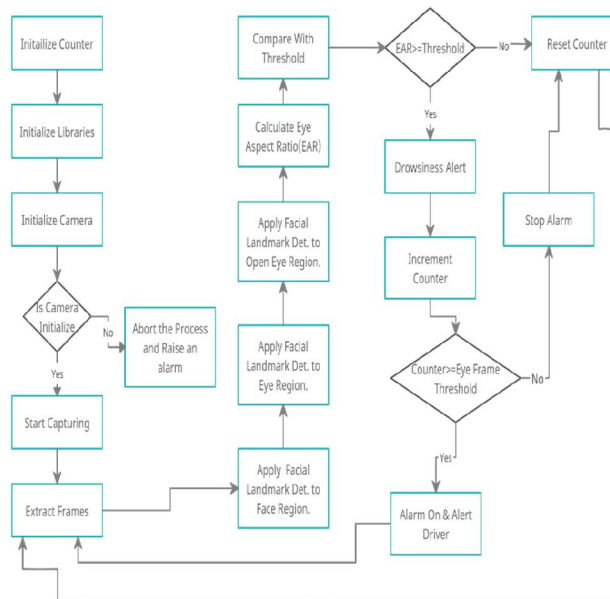 Initailize Counter
Initialize Libraries
Initialize Camera
Is Camera
Initialize
No
Abort the Process
and Raise an
alarm
Yes
Start Capturing
Extract Frames
Apply Facial
Landmark Det. to
Face Region.
Apply Facial
Landmark Det. to
Eye Region.
Apply Facial
Landmark Det. to
Open Eye Region.
Calculate Eye
Aspect Ratio(EAR)
Compare With
Threshold
EAR>=Threshold
No
Reset Counter
Yes
Drowsiness Alert
Increment
Counter
Counter>=Eye Frame
Threshold
No
Stop Alarm
Yes
Alarm On & Alert
Driver